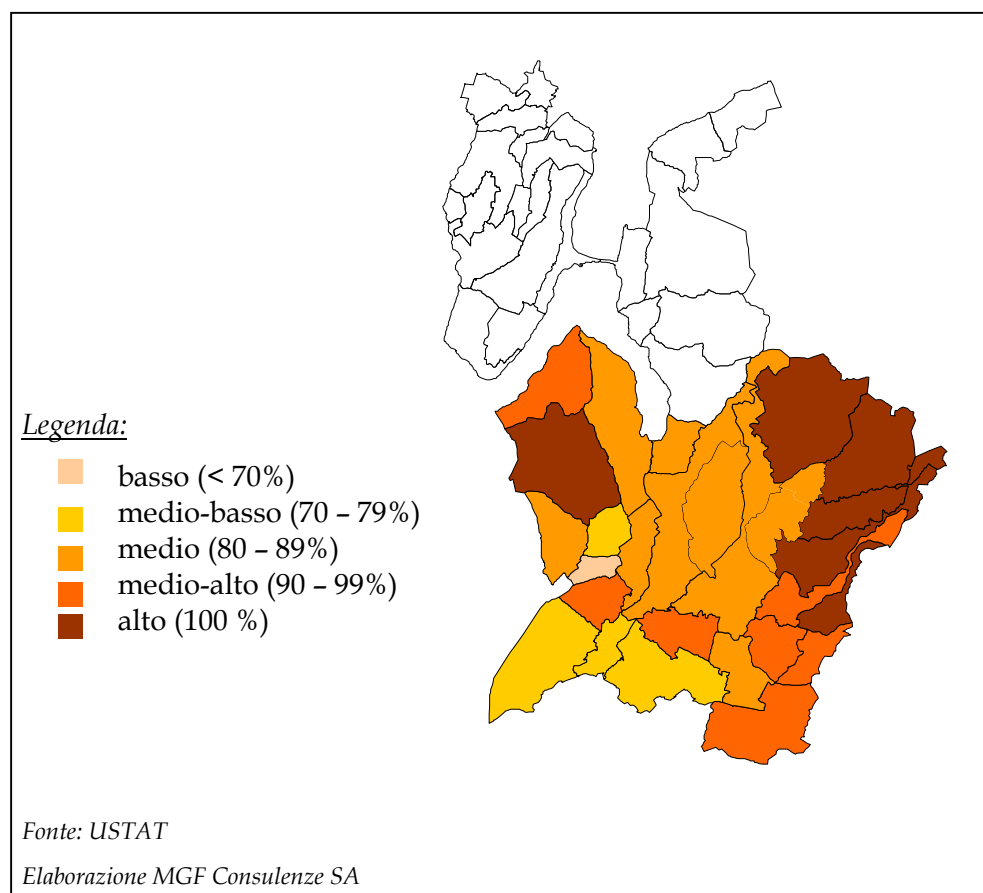 Legenda:
basso (< 70%)
medio-basso (70 – 79%)
medio (80 – 89%)
medio-alto (90 – 99%)
alto (100 %)
Fonte: USTAT
Elaborazione MGF Consulenze SA